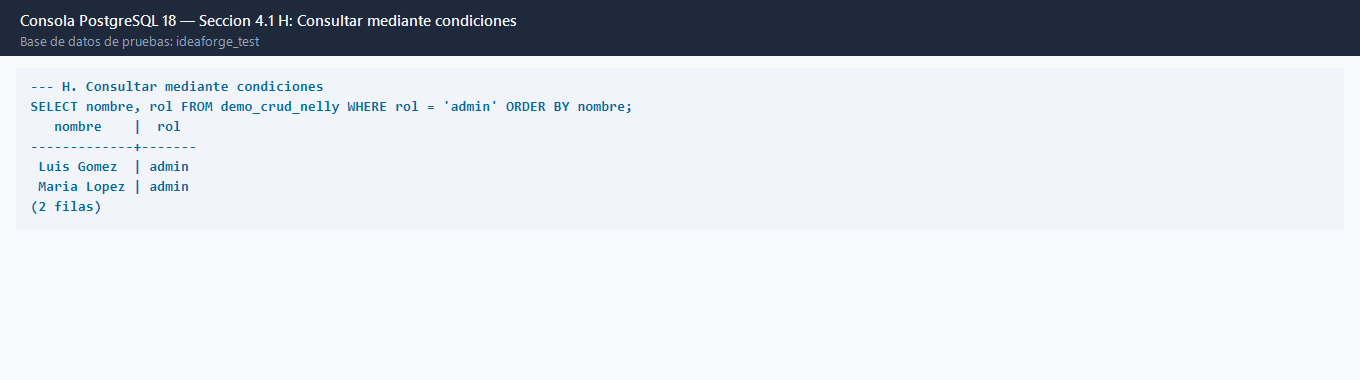 Consola PostgreSQL 18 — Seccion 4.1 H: Consultar mediante condiciones
Base de datos de pruebas: ideaforge_test
--- H. Consultar mediante condiciones
SELECT nombre, rol FROM demo_crud_nelly WHERE rol = 'admin' ORDER BY nombre;
   nombre    |  rol
-------------+-------
 Luis Gomez  | admin
 Maria Lopez | admin
(2 filas)